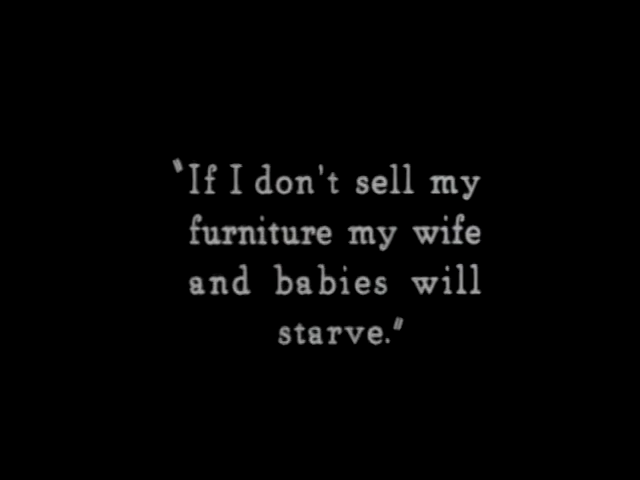 "If I don't sell my
furniture my wife
and babies will
starve."